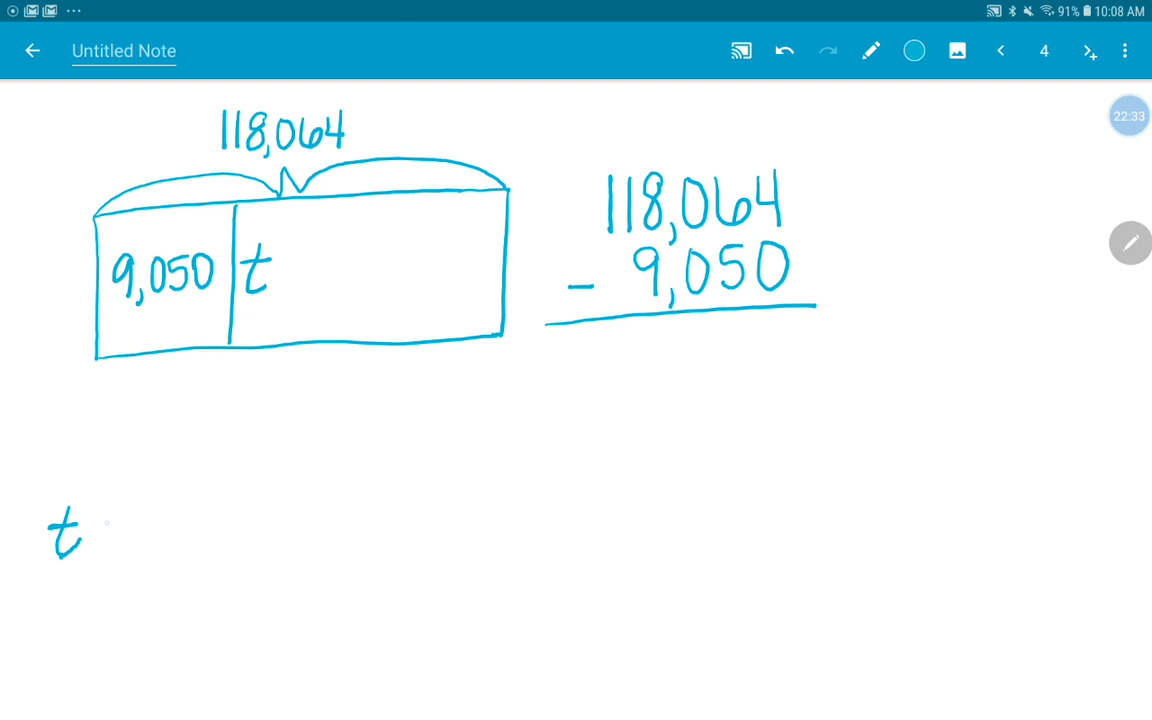 91% 10:08 AM
Untitled Note
4
22:33
118,064
9,050 t
118,064
- 9,050
t